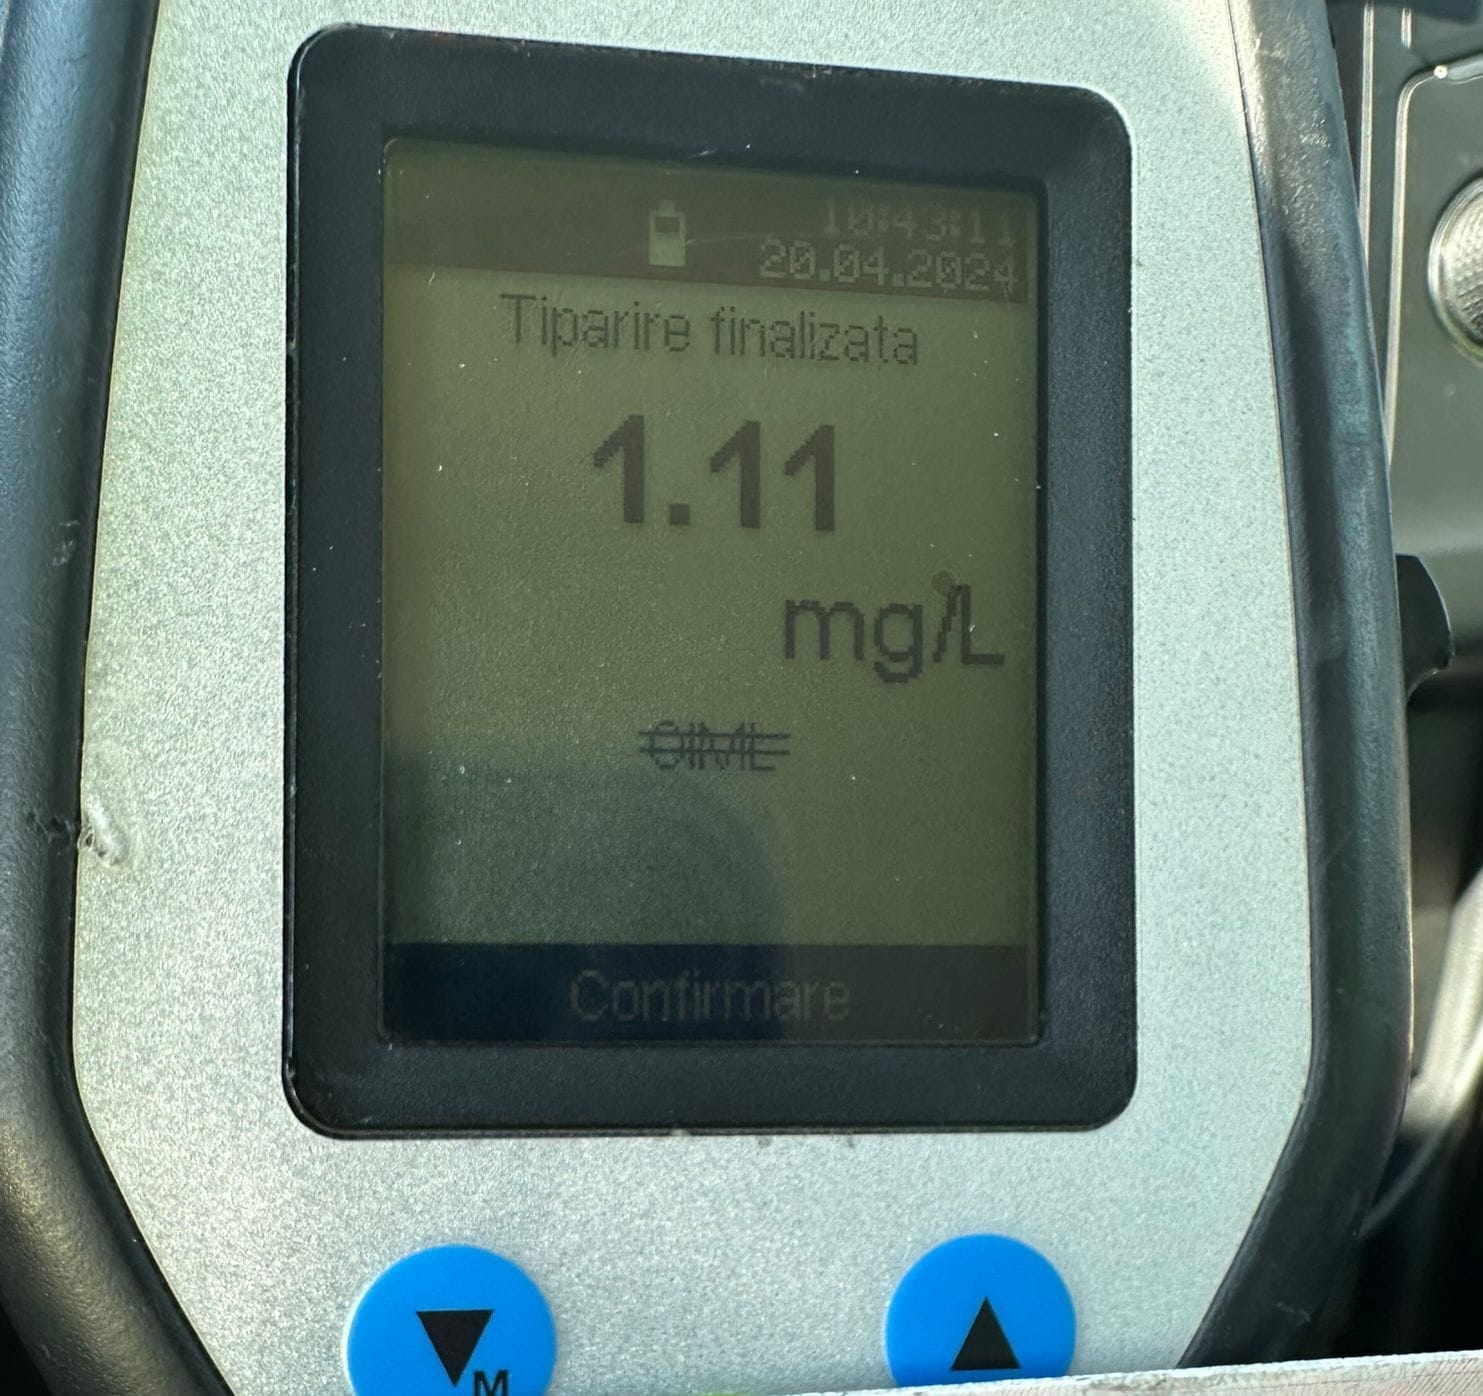 10:43:11
20.04.2024
Tiparire finalizata
1.11
mg/L
OIML
Confirmare
M